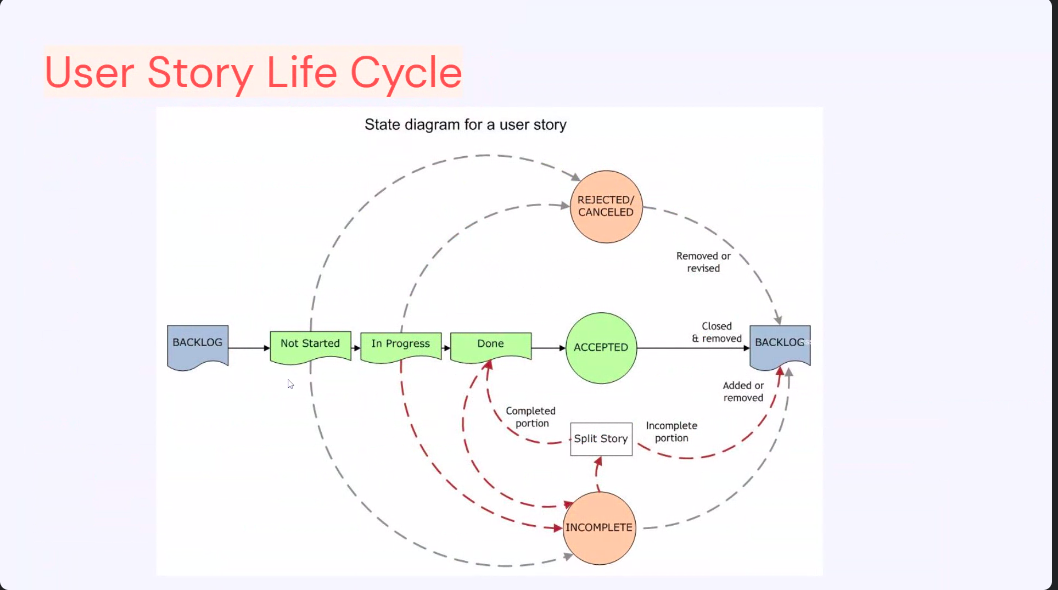 User Story Life Cycle
State diagram for a user story
REJECTED/
CANCELED
Removed or
revised
BACKLOG
Not Started
In Progress
Done
ACCEPTED
Closed
& removed
BACKLOG
Added or
removed
Completed
portion
Split Story
Incomplete
portion
INCOMPLETE